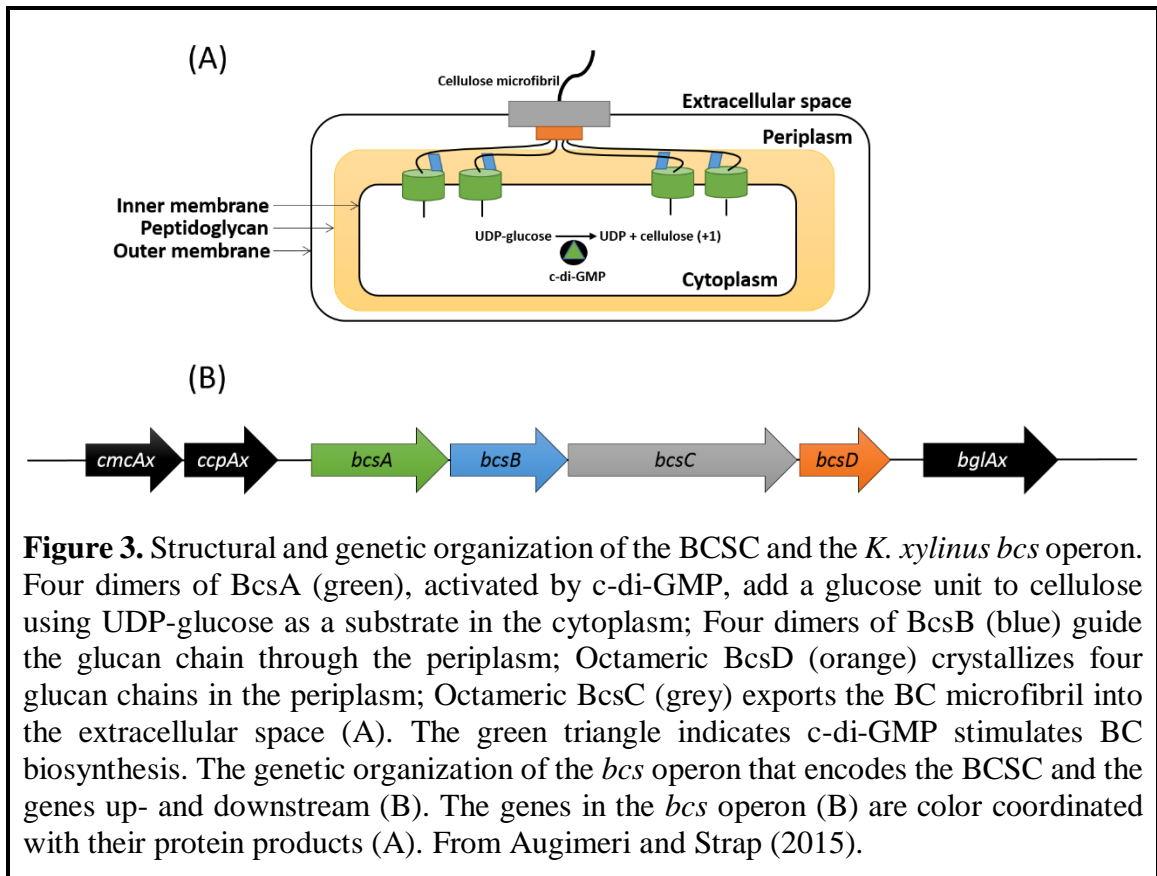 (A)
Cellulose microfibril
Extracellular space
Periplasm
Inner membrane
Peptidoglycan
Outer membrane
UDP-glucose UDP + cellulose (+1)
c-di-GMP
Cytoplasm
(B)
cmcAx ccpAx bcsA bcsB bcsC bcsD bglAx
Figure 3. Structural and genetic organization of the BCSC and the K. xylinus bcs operon.
Four dimers of BcsA (green), activated by c-di-GMP, add a glucose unit to cellulose
using UDP-glucose as a substrate in the cytoplasm; Four dimers of BcsB (blue) guide
the glucan chain through the periplasm; Octameric BcsD (orange) crystallizes four
glucan chains in the periplasm; Octameric BcsC (grey) exports the BC microfibril into
the extracellular space (A). The green triangle indicates c-di-GMP stimulates BC
biosynthesis. The genetic organization of the bcs operon that encodes the BCSC and the
genes up- and downstream (B). The genes in the bcs operon (B) are color coordinated
with their protein products (A). From Augimeri and Strap (2015).